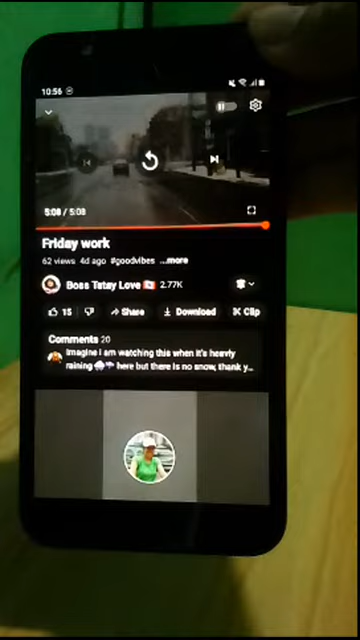 10:56
5:08 / 5:08
Friday work
62 views 4d ago #goodvibes ...more
Boss Tatay Love 🇨🇦 2.77K
15 Share Download Clip
Comments 20
Imagine I am watching this when it's heavly
raining 🌧️☔ here but there is no snow, thank y...